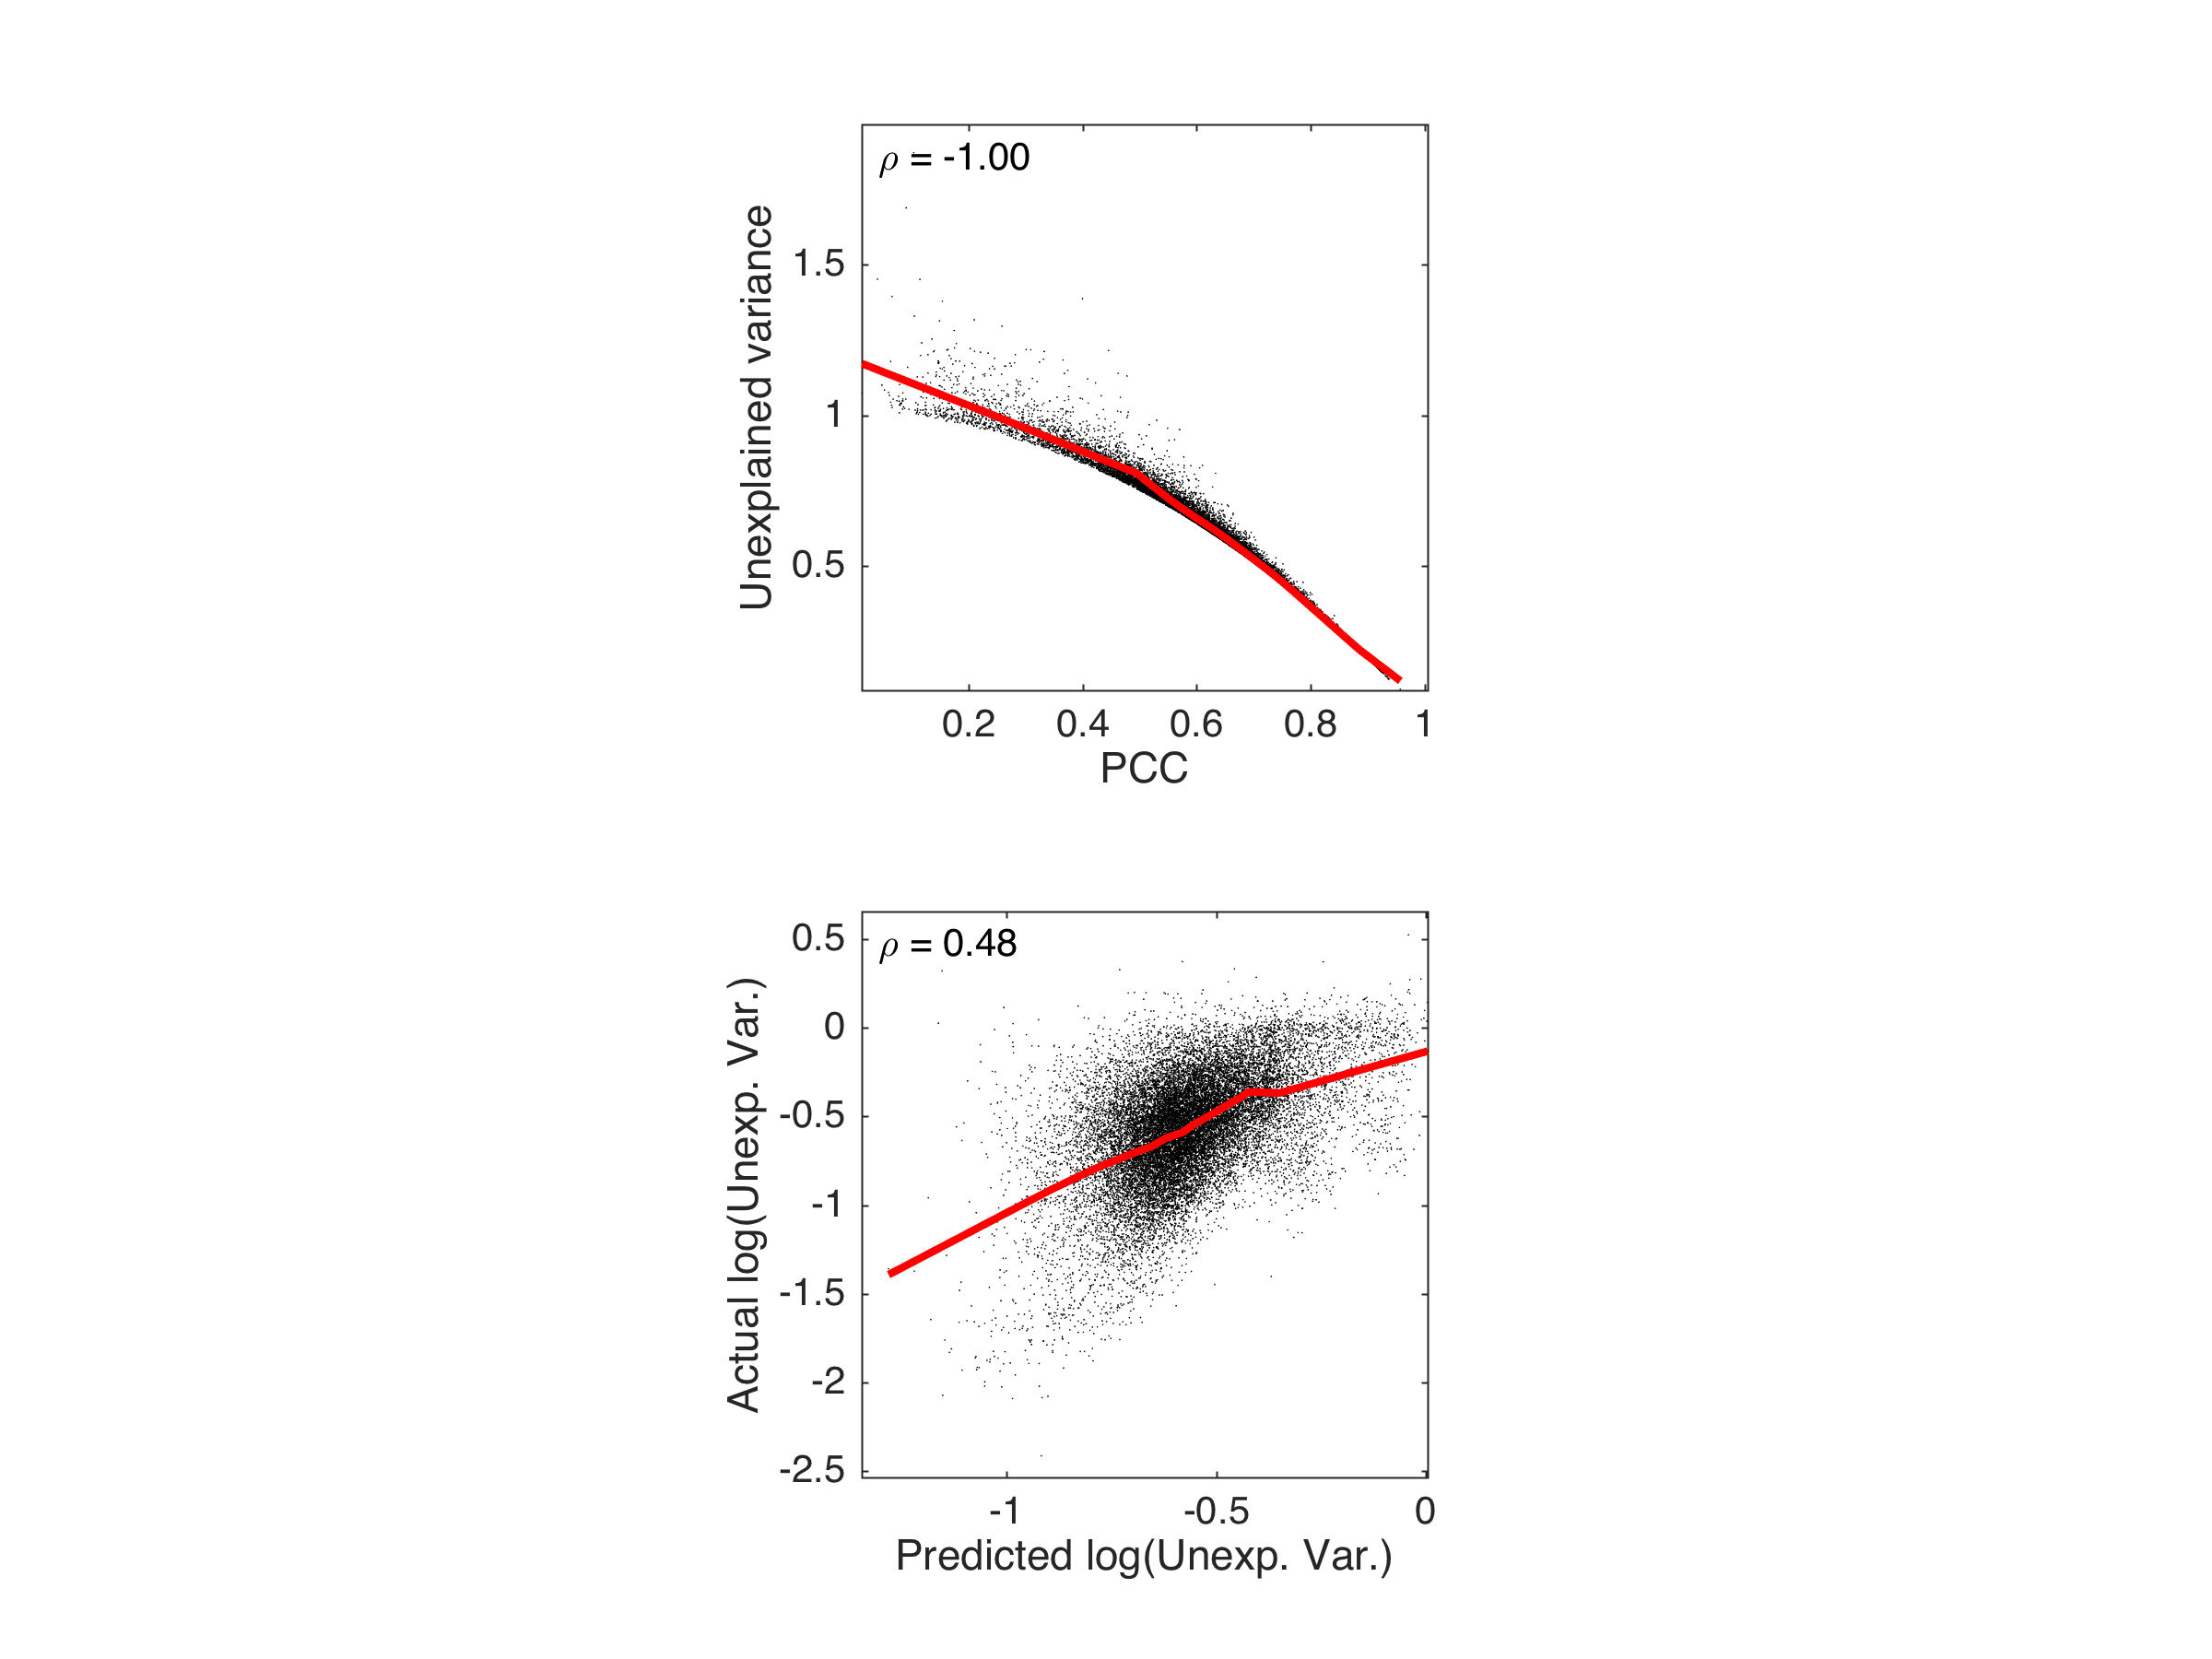 ρ = -1.00
Unexplained variance
1.5
1
0.5
0.2 0.4 0.6 0.8 1
PCC
ρ = 0.48
Actual log(Unexp. Var.)
0.5
0
-0.5
-1
-1.5
-2
-2.5
-1 -0.5 0
Predicted log(Unexp. Var.)